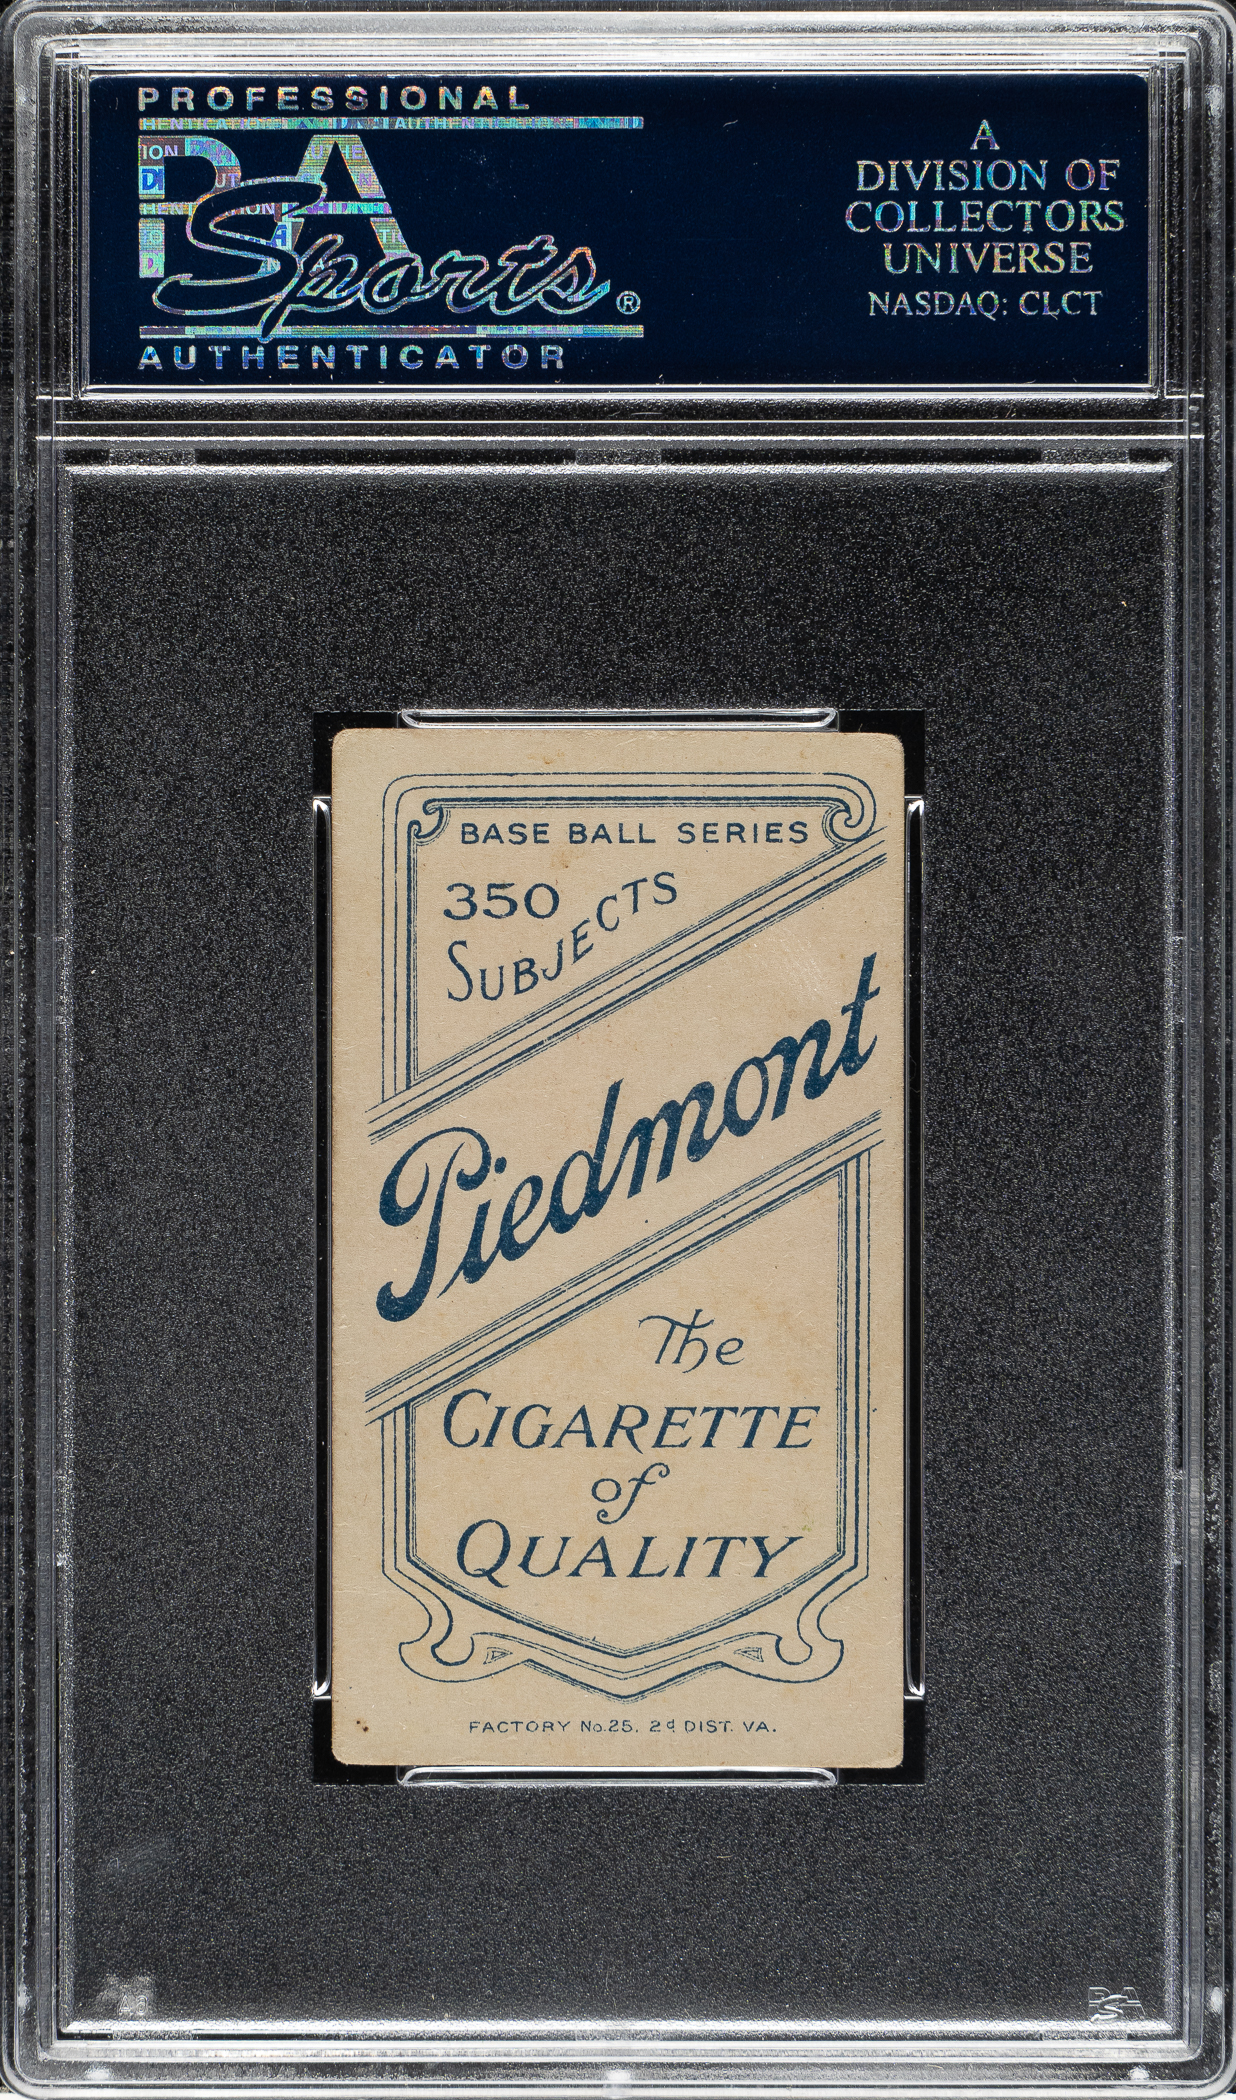 PROFESSIONAL
PSA
Sports®
AUTHENTICATOR
A
DIVISION OF
COLLECTORS
UNIVERSE
NASDAQ: CLCT
BASE BALL SERIES
350
SUBJECTS
Piedmont
The
CIGARETTE
of
QUALITY
FACTORY No. 25. 2d DIST. VA.